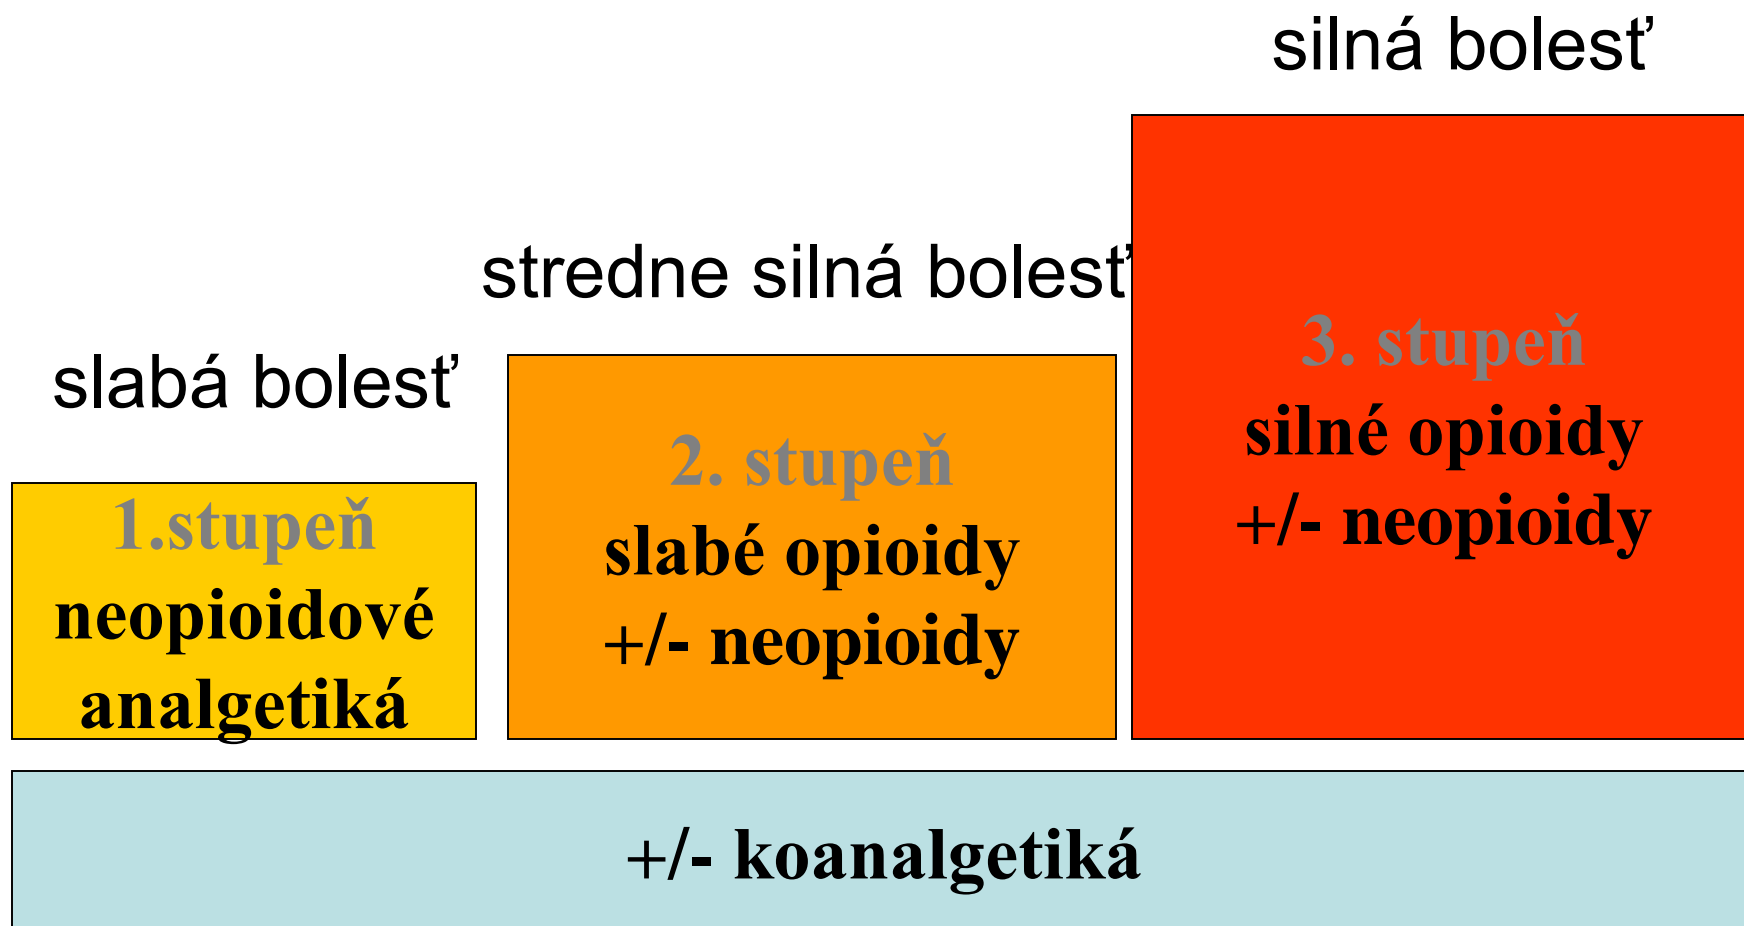 silná bolesť
stredne silná bolesť
slabá bolesť
3. stupeň
silné opioidy
+/- neopioidy
2. stupeň
slabé opioidy
+/- neopioidy
1.stupeň
neopioidové
analgetiká
+/- koanalgetiká